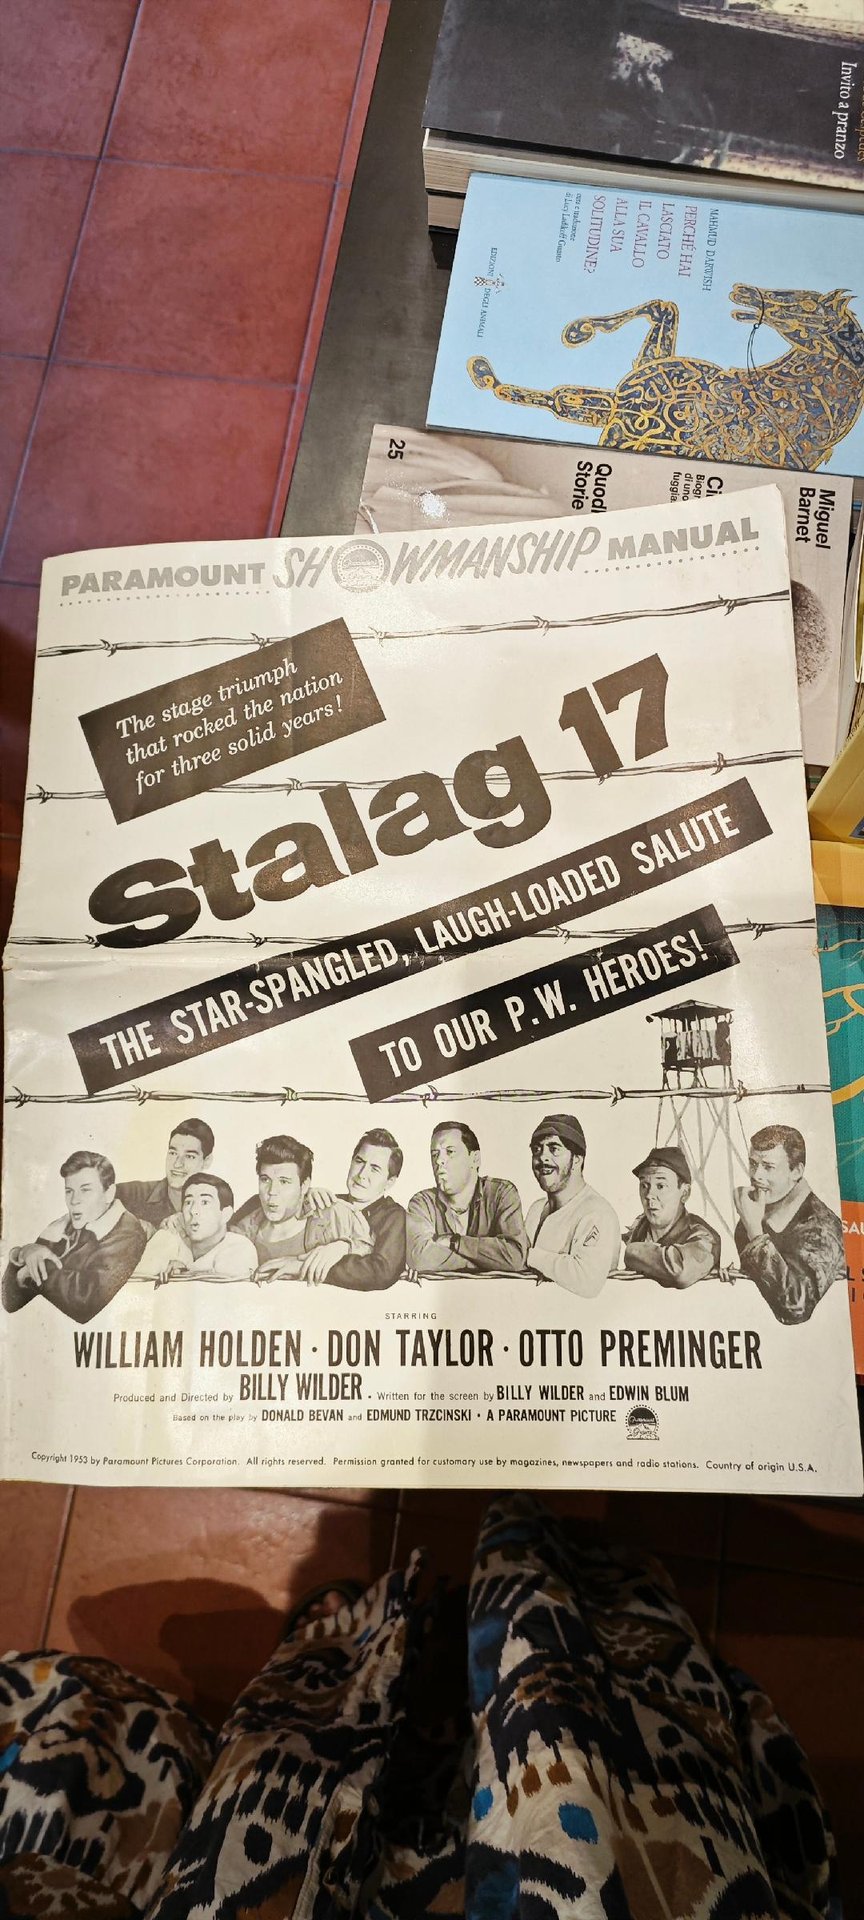 Invito a pranzo
MAHMUD DARWISH
PERCHÉ HAI
LASCIATO
IL CAVALLO
ALLA SUA
SOLITUDINE?
cura e traduzione
EDIZIONI DEGLI ANIMALI
Miguel
Barnet
25
Storie
PARAMOUNT SHOWMANSHIP MANUAL
The stage triumph
that rocked the nation
for three solid years!
Stalag 17
THE STAR-SPANGLED, LAUGH-LOADED SALUTE
TO OUR P.W. HEROES!
STARRING
WILLIAM HOLDEN · DON TAYLOR · OTTO PREMINGER
Produced and Directed by BILLY WILDER · Written for the screen by BILLY WILDER and EDWIN BLUM
Based on the play by DONALD BEVAN and EDMUND TRZCINSKI · A PARAMOUNT PICTURE
Copyright 1953 by Paramount Pictures Corporation. All rights reserved. Permission granted for customary use by magazines, newspapers and radio stations. Country of origin U.S.A.